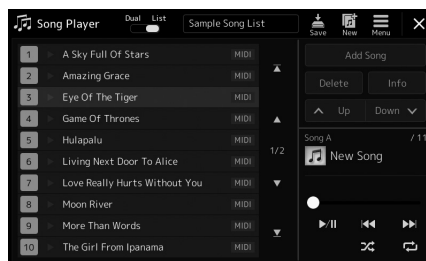 Song Player
Dual List
Sample Song List
Save
New
Menu
1 A Sky Full Of Stars MIDI
2 Amazing Grace MIDI
3 Eye Of The Tiger MIDI
4 Game Of Thrones MIDI
5 Hulapalu MIDI
6 Living Next Door To Alice MIDI
7 Love Really Hurts Without You MIDI
8 Moon River MIDI
9 More Than Words MIDI
10 The Girl From Ipanama MIDI
1/2
Add Song
Delete Info
Up Down
Song A / 11
New Song